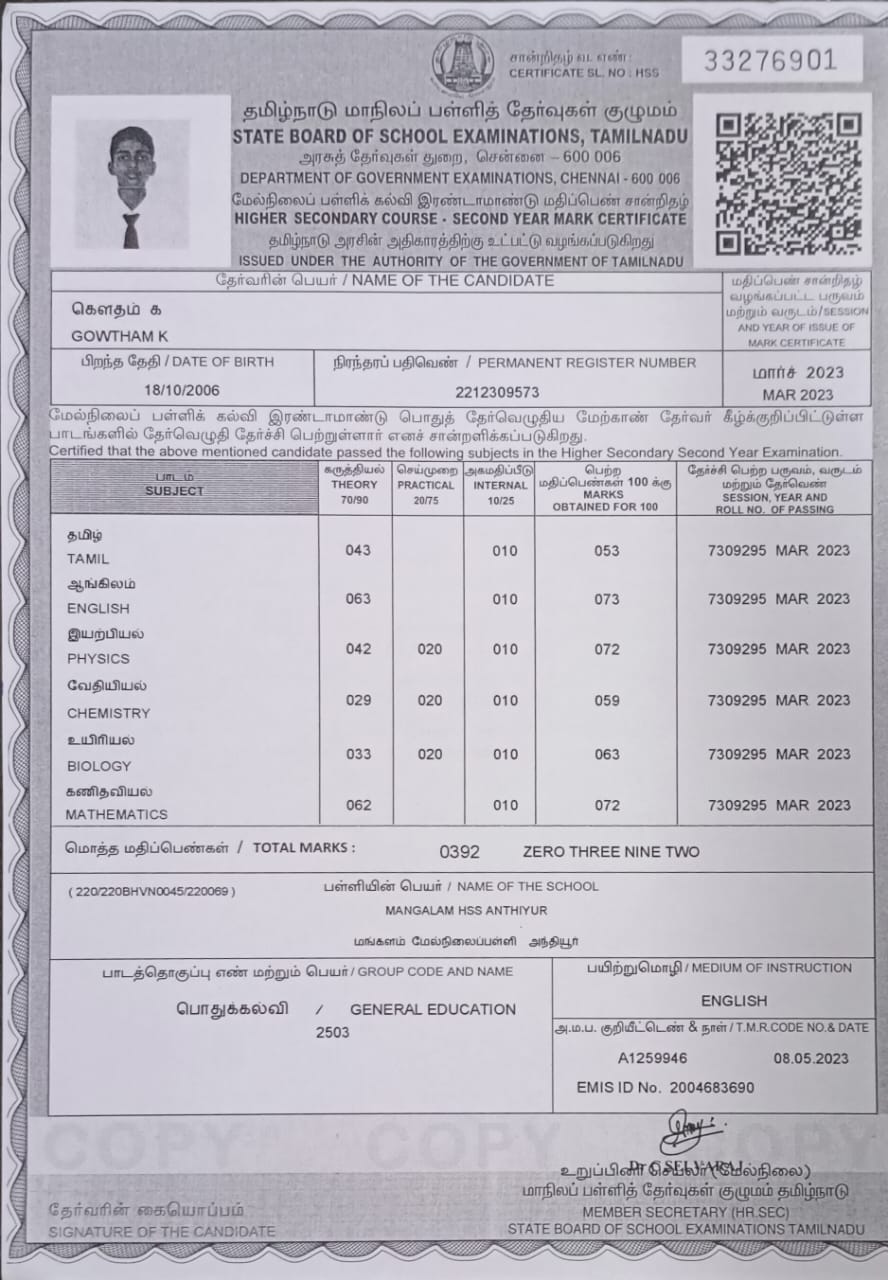 சான்றிதழ் வ. எண் :
CERTIFICATE SL. NO : HSS
33276901
தமிழ்நாடு மாநிலப் பள்ளித் தேர்வுகள் குழுமம்
STATE BOARD OF SCHOOL EXAMINATIONS, TAMILNADU
அரசுத் தேர்வுகள் துறை, சென்னை – 600 006
DEPARTMENT OF GOVERNMENT EXAMINATIONS, CHENNAI - 600 006
மேல்நிலைப் பள்ளிக் கல்வி இரண்டாமாண்டு மதிப்பெண் சான்றிதழ்
HIGHER SECONDARY COURSE - SECOND YEAR MARK CERTIFICATE
தமிழ்நாடு அரசின் அதிகாரத்திற்கு உட்பட்டு வழங்கப்படுகிறது
ISSUED UNDER THE AUTHORITY OF THE GOVERNMENT OF TAMILNADU
தேர்வரின் பெயர் / NAME OF THE CANDIDATE
கௌதம் க
GOWTHAM K
மதிப்பெண் சான்றிதழ்
வழங்கப்பட்ட பருவம்
மற்றும் வருடம்/SESSION
AND YEAR OF ISSUE OF
MARK CERTIFICATE
பிறந்த தேதி / DATE OF BIRTH
18/10/2006
நிரந்தரப் பதிவெண் / PERMANENT REGISTER NUMBER
2212309573
மார்ச் 2023
MAR 2023
மேல்நிலைப் பள்ளிக் கல்வி இரண்டாமாண்டு பொதுத் தேர்வெழுதிய மேற்காண் தேர்வர் கீழ்க்குறிப்பிட்டுள்ள
பாடங்களில் தேர்வெழுதி தேர்ச்சி பெற்றுள்ளார் எனச் சான்றளிக்கப்படுகிறது.
Certified that the above mentioned candidate passed the following subjects in the Higher Secondary Second Year Examination.
பாடம்
SUBJECT
கருத்தியல்
THEORY
70/90
செய்முறை
PRACTICAL
20/75
அகமதிப்பீடு
INTERNAL
10/25
பெற்ற
மதிப்பெண்கள் 100 க்கு
MARKS
OBTAINED FOR 100
தேர்ச்சி பெற்ற பருவம், வருடம்
மற்றும் தேர்வெண்
SESSION, YEAR AND
ROLL NO. OF PASSING
தமிழ்
TAMIL 043 010 053 7309295 MAR 2023
ஆங்கிலம்
ENGLISH 063 010 073 7309295 MAR 2023
இயற்பியல்
PHYSICS 042 020 010 072 7309295 MAR 2023
வேதியியல்
CHEMISTRY 029 020 010 059 7309295 MAR 2023
உயிரியல்
BIOLOGY 033 020 010 063 7309295 MAR 2023
கணிதவியல்
MATHEMATICS 062 010 072 7309295 MAR 2023
மொத்த மதிப்பெண்கள் / TOTAL MARKS : 0392 ZERO THREE NINE TWO
( 220/220BHVN0045/220069 )
பள்ளியின் பெயர் / NAME OF THE SCHOOL
MANGALAM HSS ANTHIYUR
மங்களம் மேல்நிலைப்பள்ளி அந்தியூர்
பாடத்தொகுப்பு எண் மற்றும் பெயர்/ GROUP CODE AND NAME
பொதுக்கல்வி / GENERAL EDUCATION
2503
பயிற்றுமொழி / MEDIUM OF INSTRUCTION
ENGLISH
அ.ம.ப. குறியீட்டெண் & நாள் / T.M.R.CODE NO.& DATE
A1259946 08.05.2023
EMIS ID No. 2004683690
COPY COPY COPY
உறுப்பினர் செயலர் (மேல்நிலை)
மாநிலப் பள்ளித் தேர்வுகள் குழுமம் தமிழ்நாடு
MEMBER SECRETARY (HR.SEC)
STATE BOARD OF SCHOOL EXAMINATIONS TAMILNADU
தேர்வரின் கையொப்பம்
SIGNATURE OF THE CANDIDATE